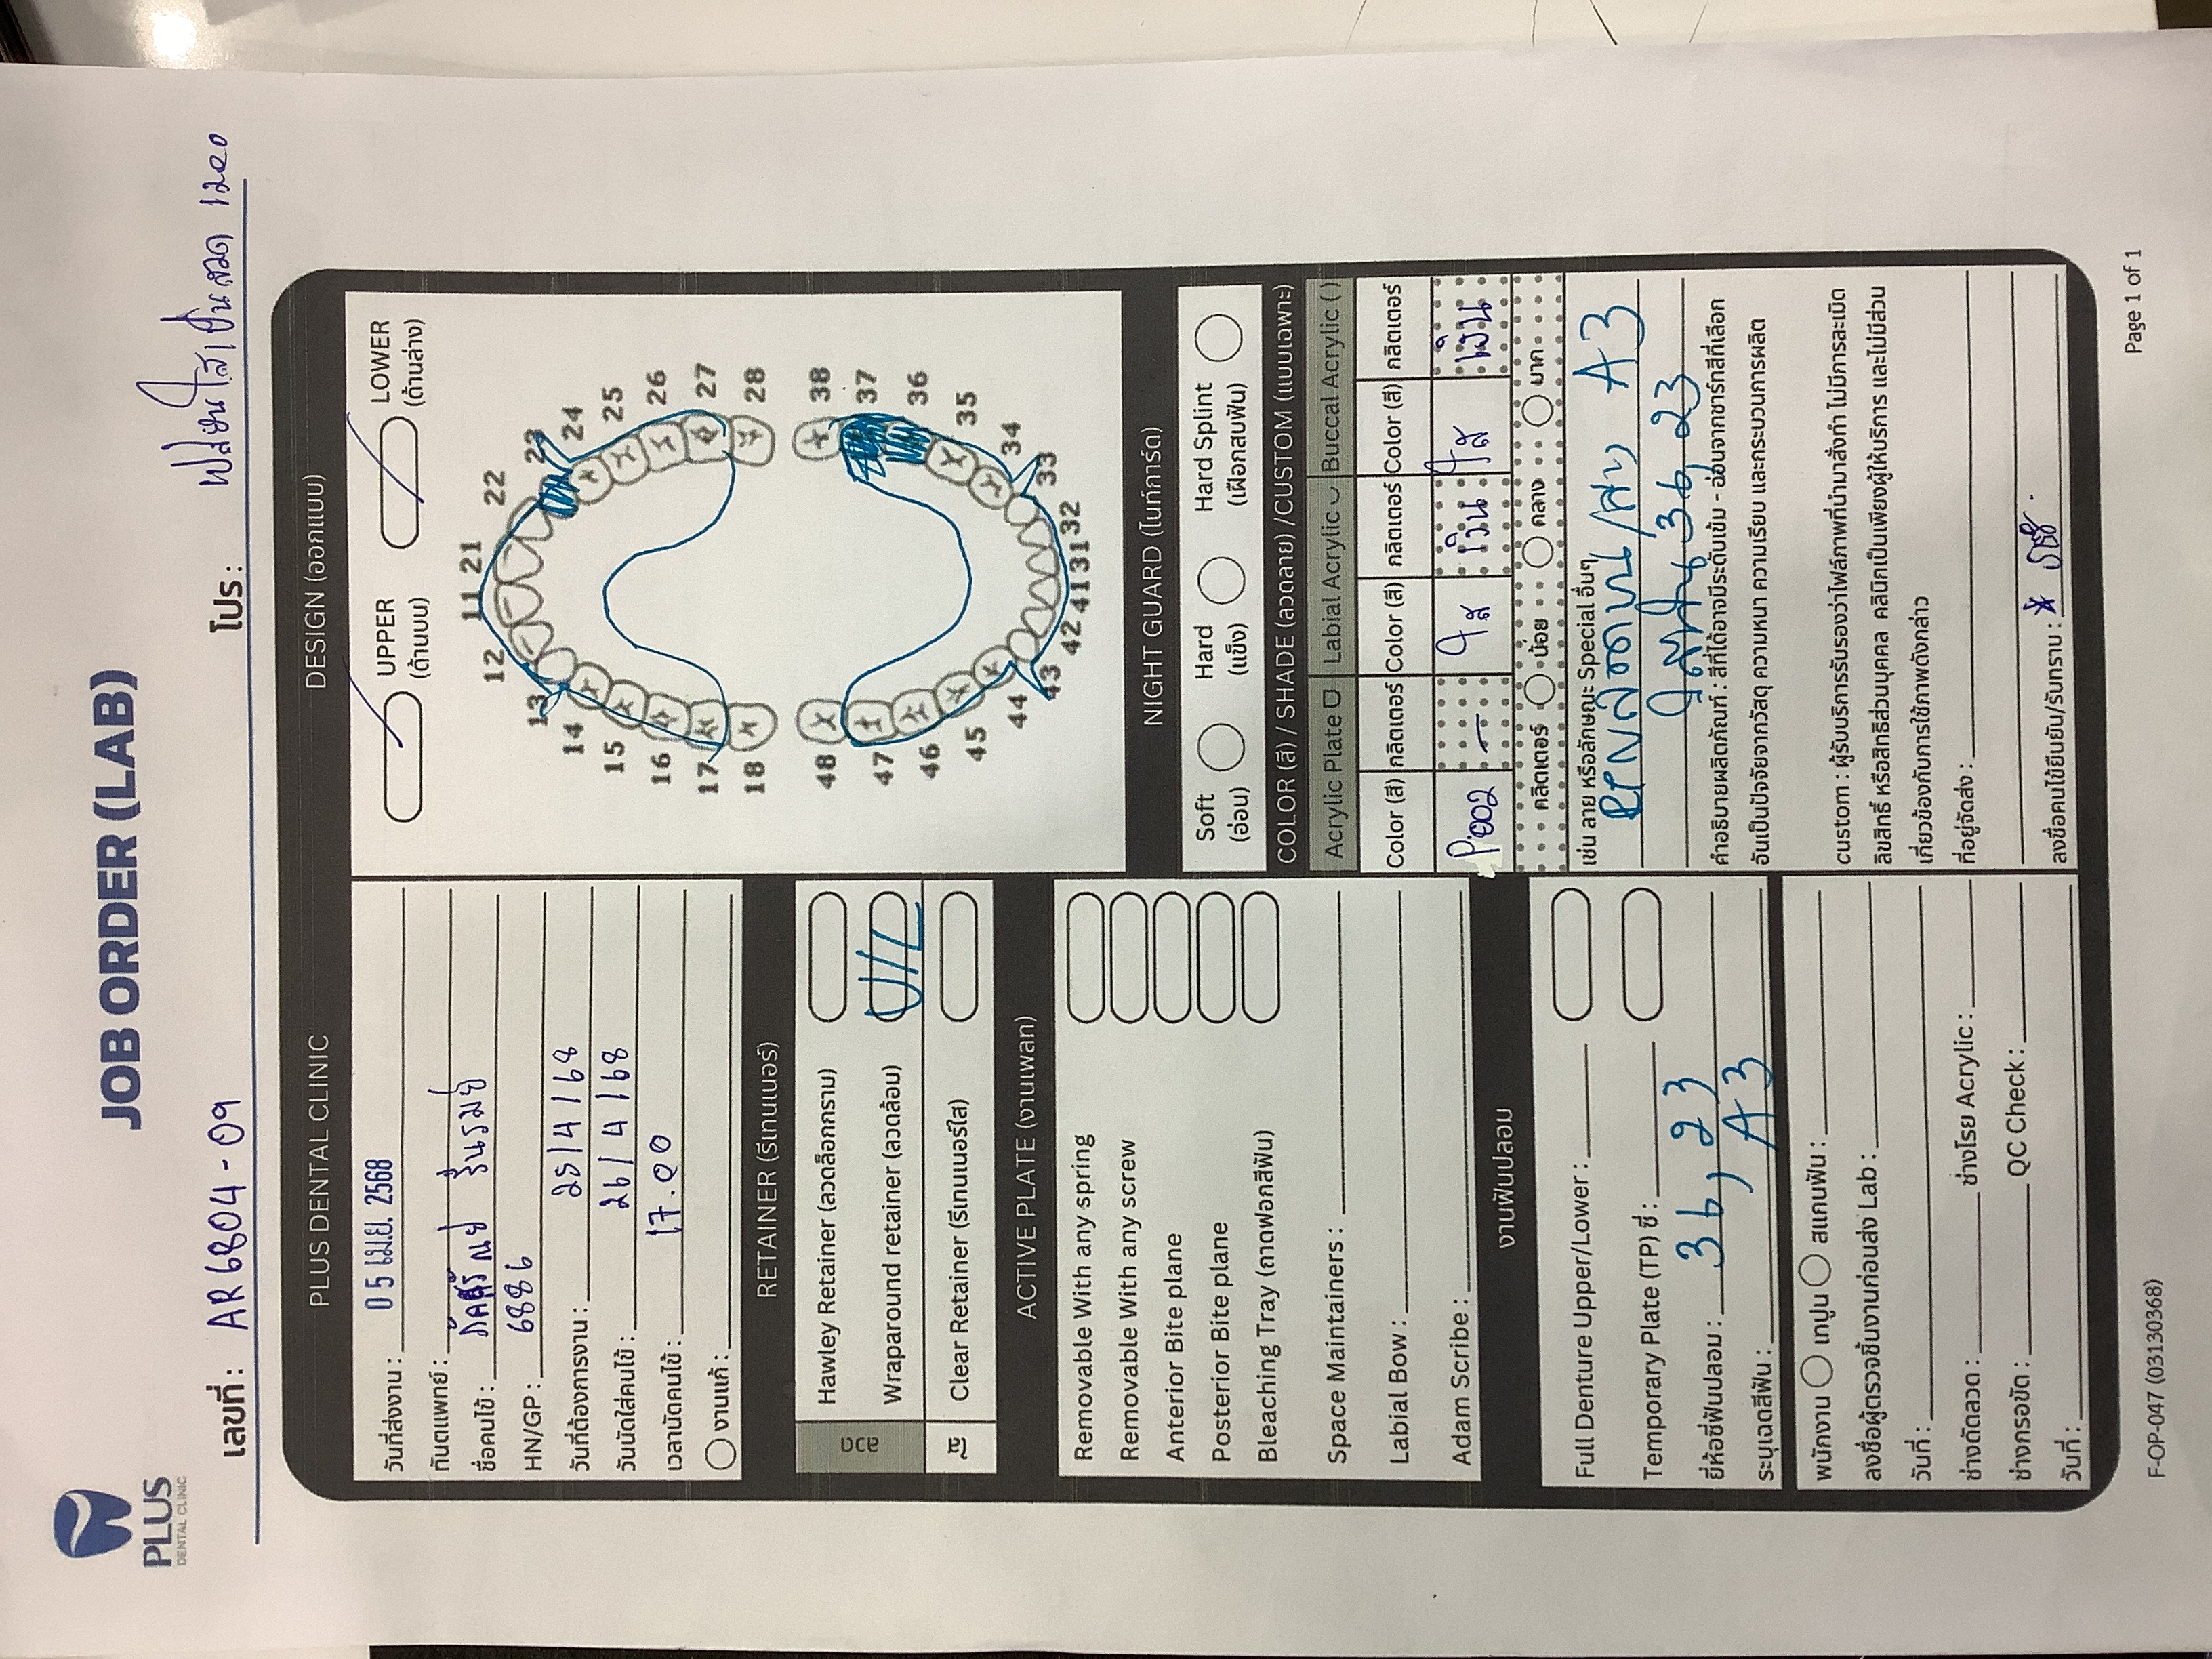 PLUS
DENTAL CLINIC
JOB ORDER (LAB)
เลขที่ : AR6804-09
โปร : เปลี่ยนใสเป็นลวด 1200
PLUS DENTAL CLINIC
วันที่ส่งงาน : 05 เม.ย. 2568
ทันตแพทย์ :
ชื่อคนไข้ : รื่นรมย์
HN/GP : 6886
วันที่ต้องการงาน : 25/4/68
วันนัดใส่คนไข้ : 26/4/68
เวลานัดคนไข้ : 17.00
งานแก้ :
RETAINER (รีเทนเนอร์)
ลวด
Hawley Retainer (ลวดล็อกกราม)
Wraparound retainer (ลวดล้อม) U/L
ใส
Clear Retainer (รีเทนเนอร์ใส)
ACTIVE PLATE (งานเพลท)
Removable With any spring
Removable With any screw
Anterior Bite plane
Posterior Bite plane
Bleaching Tray (ถาดฟอกสีฟัน)
Space Maintainers :
Labial Bow :
Adam Scribe :
งานฟันปลอม
Full Denture Upper/Lower :
Temporary Plate (TP) ซี่ :
ยี่ห้อซี่ฟันปลอม : 36, 23
ระบุเฉดสีฟัน : A3
พนักงาน เทปูน สแกนฟัน :
ลงชื่อผู้ตรวจชิ้นงานก่อนส่ง Lab :
วันที่ :
ช่างดัดลวด : ช่างโรย Acrylic :
ช่างกรอขัด : QC Check :
วันที่ :
DESIGN (ออกแบบ)
UPPER LOWER
(ด้านบน) (ด้านล่าง)
11 21
12 22
13 23
14 24
15 25
16 26
17 27
18 28
48 38
47 37
46 36
45 35
44 34
43 33
42 41 31 32
NIGHT GUARD (ไนท์การ์ด)
Soft Hard Hard Splint
(อ่อน) (แข็ง) (เฝือกสบฟัน)
COLOR (สี) / SHADE (ลวดลาย) /CUSTOM (แบบเฉพาะ)
Acrylic Plate Labial Acrylic Buccal Acrylic ( )
Color (สี) กลิตเตอร์ Color (สี) กลิตเตอร์ Color (สี) กลิตเตอร์
P002 - ใส เงิน ใส เงิน
กลิตเตอร์ น้อย กลาง มาก
เช่น ลาย หรือลักษณะ Special อื่นๆ
RTNลวดบน/ล่าง A3
ใส่ฟัน 36, 23
คำอธิบายผลิตภัณฑ์ : สีที่ได้อาจมีระดับเข้ม - อ่อนจากชาร์ทสีที่เลือก
อันเป็นปัจจัยจากวัสดุ ความหนา ความเรียบ และกระบวนการผลิต
custom : ผู้รับบริการรับรองว่าไฟล์ภาพที่นำมาสั่งทำ ไม่มีการละเมิด
ลิขสิทธิ์ หรือสิทธิส่วนบุคคล คลินิกเป็นเพียงผู้ให้บริการ และไม่มีส่วน
เกี่ยวข้องกับการใช้ภาพดังกล่าว
ที่อยู่จัดส่ง :
ลงชื่อคนไข้ยืนยัน/รับทราบ :
F-OP-047 (03130368)
Page 1 of 1